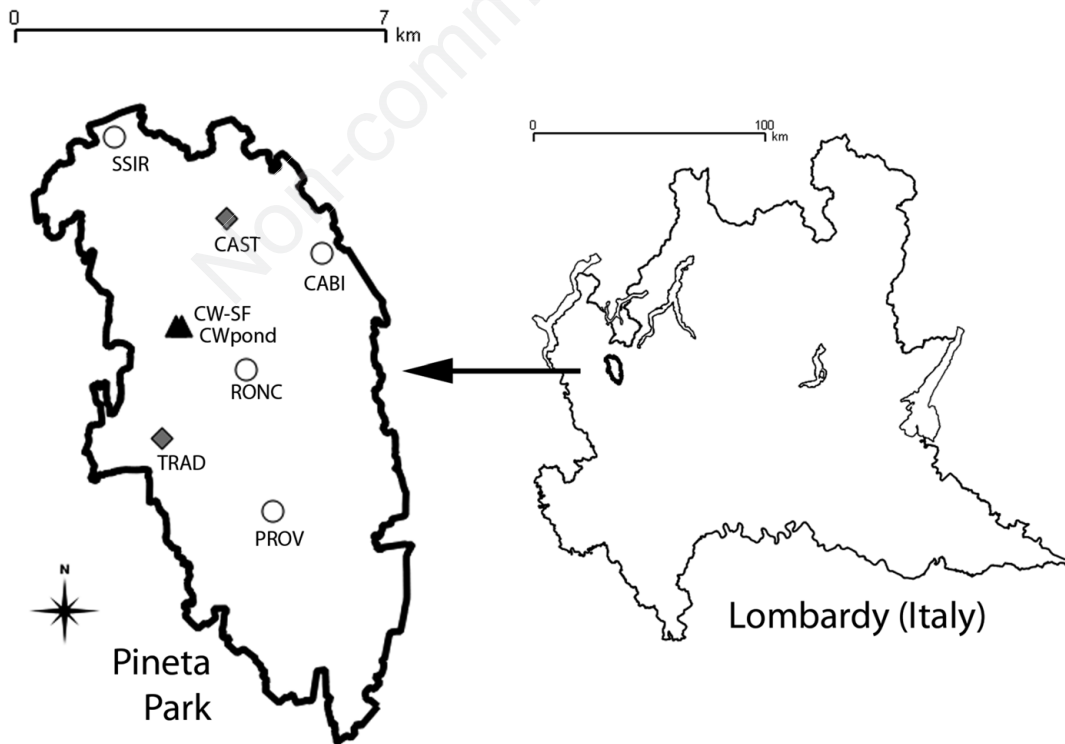 0 7
km
Non-comm
0 100
km
SSIR
CAST
CABI
CW-SF
CWpond
RONC
TRAD
PROV
N
Pineta
Park
Lombardy (Italy)